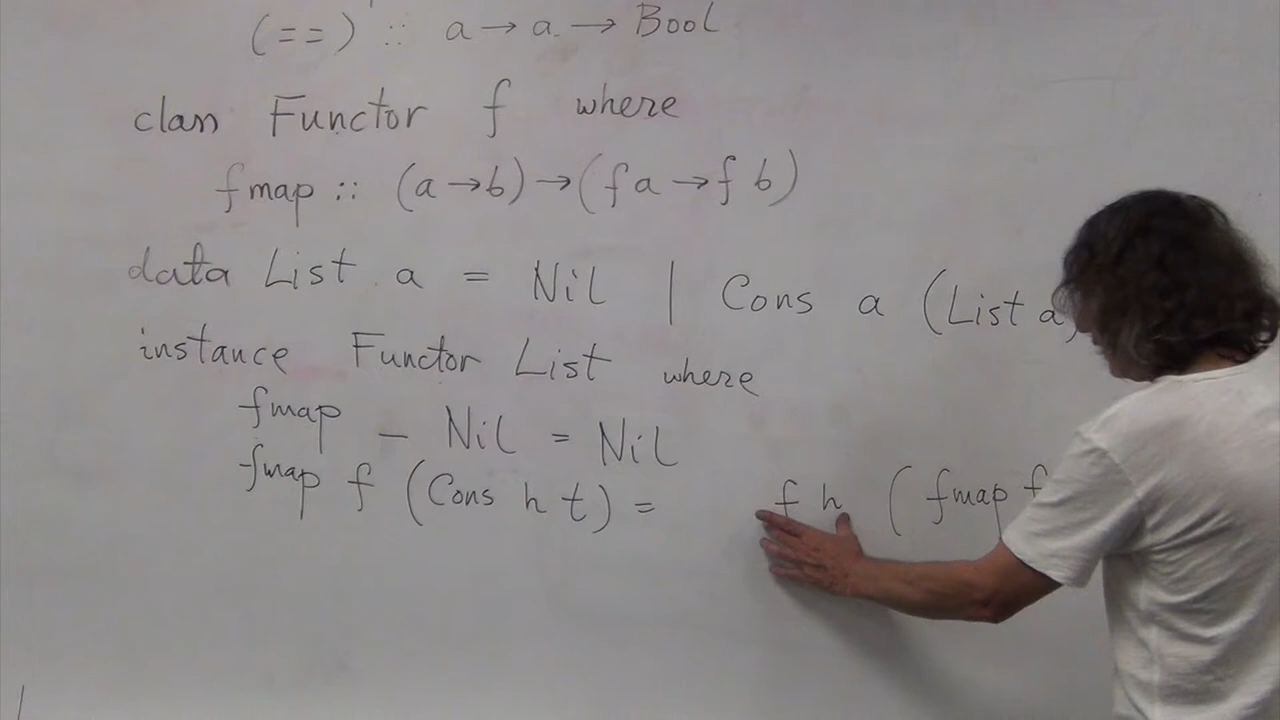 (==) :: a → a → Bool
class Functor f where
fmap :: (a → b) → (f a → f b)
data List a = Nil | Cons a (List a)
instance Functor List where
fmap _ Nil = Nil
fmap f (Cons h t) = f h (fmap f